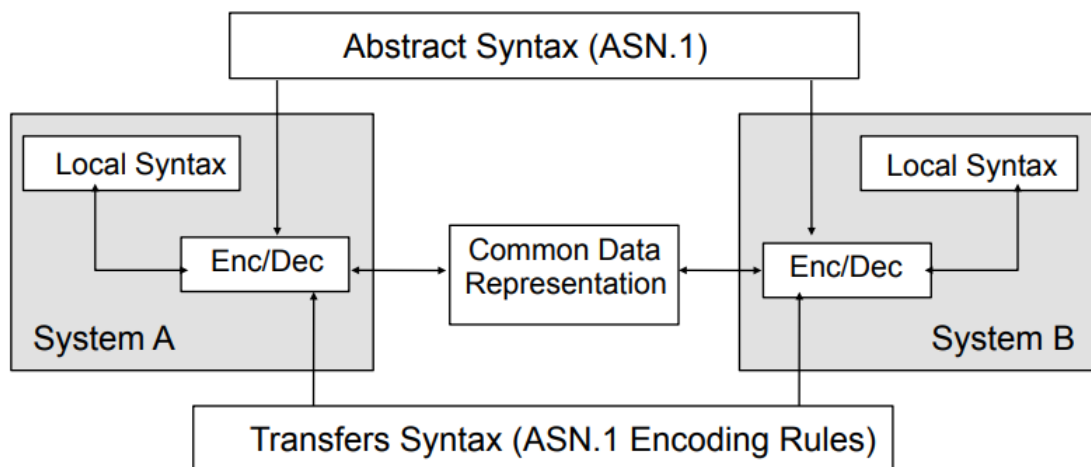 Abstract Syntax (ASN.1)
Local Syntax
Local Syntax
Enc/Dec
Common Data
Representation
Enc/Dec
System A
System B
Transfers Syntax (ASN.1 Encoding Rules)